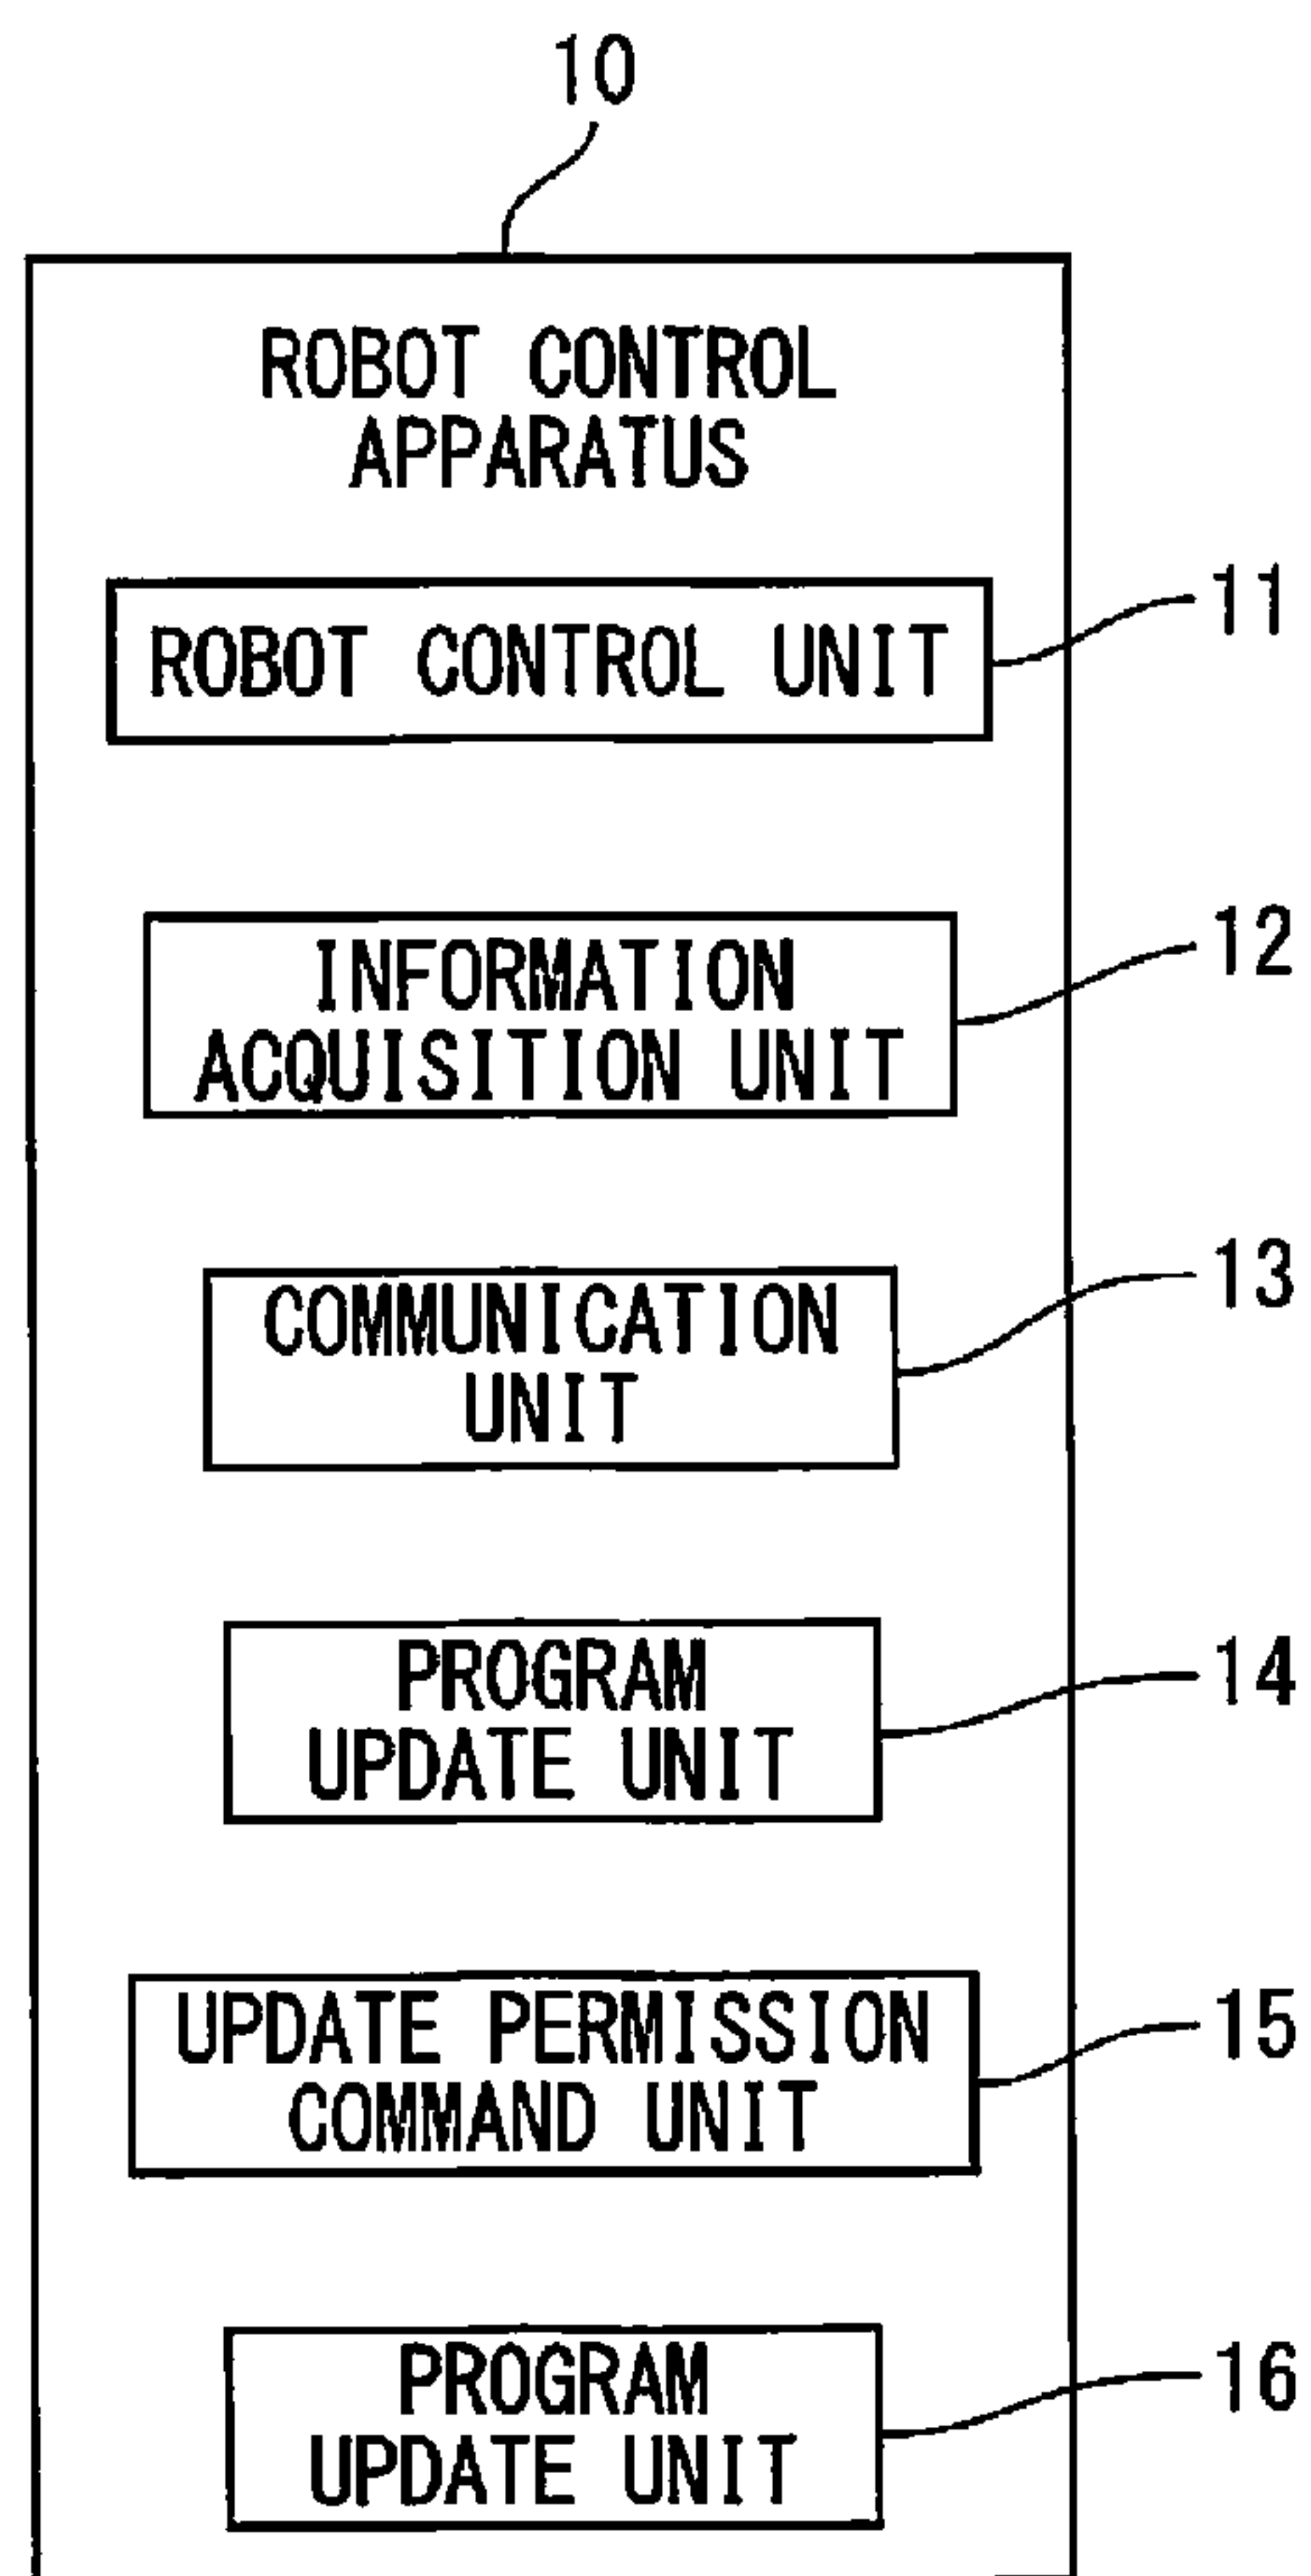 10
ROBOT CONTROL
APPARATUS
ROBOT CONTROL UNIT
11
INFORMATION
ACQUISITION UNIT
12
COMMUNICATION
UNIT
13
PROGRAM
UPDATE UNIT
14
UPDATE PERMISSION
COMMAND UNIT
15
PROGRAM
UPDATE UNIT
16